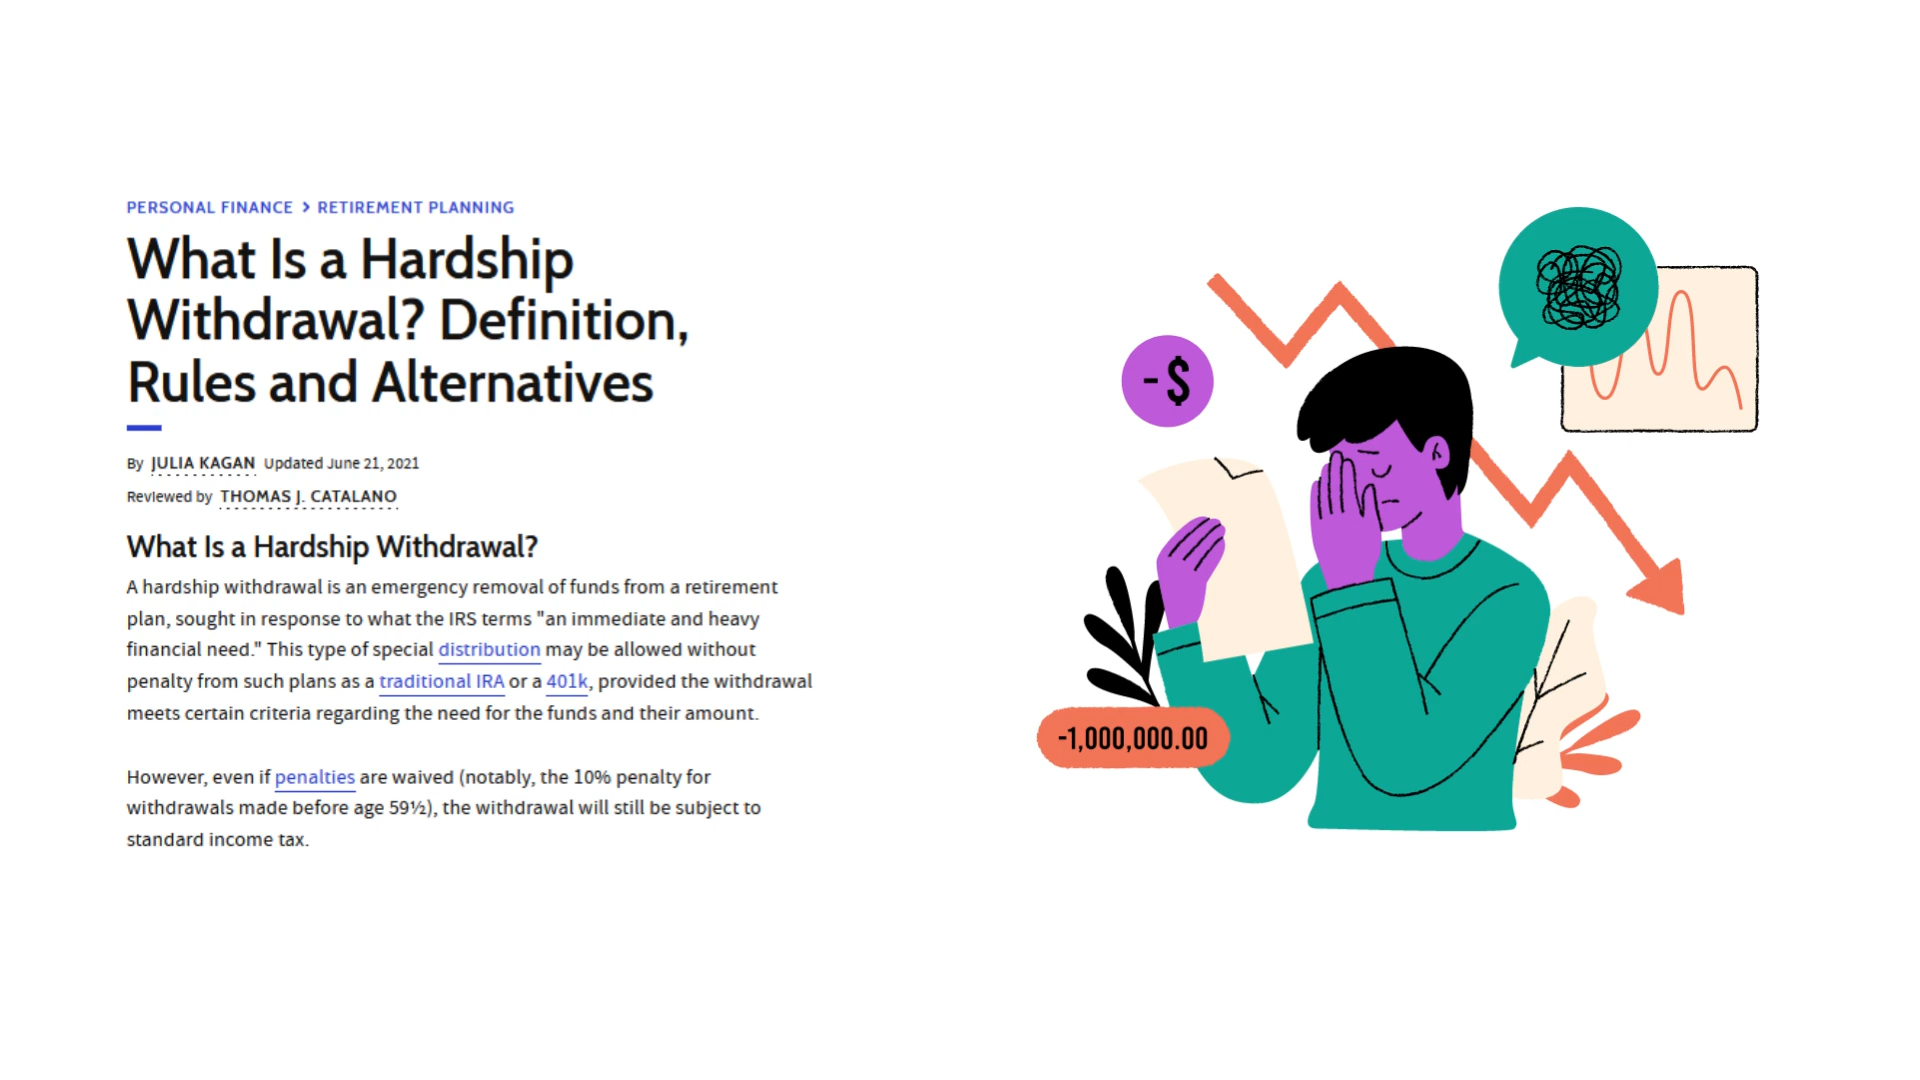 PERSONAL FINANCE > RETIREMENT PLANNING
What Is a Hardship
Withdrawal? Definition,
Rules and Alternatives
By JULIA KAGAN Updated June 21, 2021
Reviewed by THOMAS J. CATALANO
What Is a Hardship Withdrawal?
A hardship withdrawal is an emergency removal of funds from a retirement
plan, sought in response to what the IRS terms "an immediate and heavy
financial need." This type of special distribution may be allowed without
penalty from such plans as a traditional IRA or a 401k, provided the withdrawal
meets certain criteria regarding the need for the funds and their amount.
However, even if penalties are waived (notably, the 10% penalty for
withdrawals made before age 59½), the withdrawal will still be subject to
standard income tax.
-$
-1,000,000.00